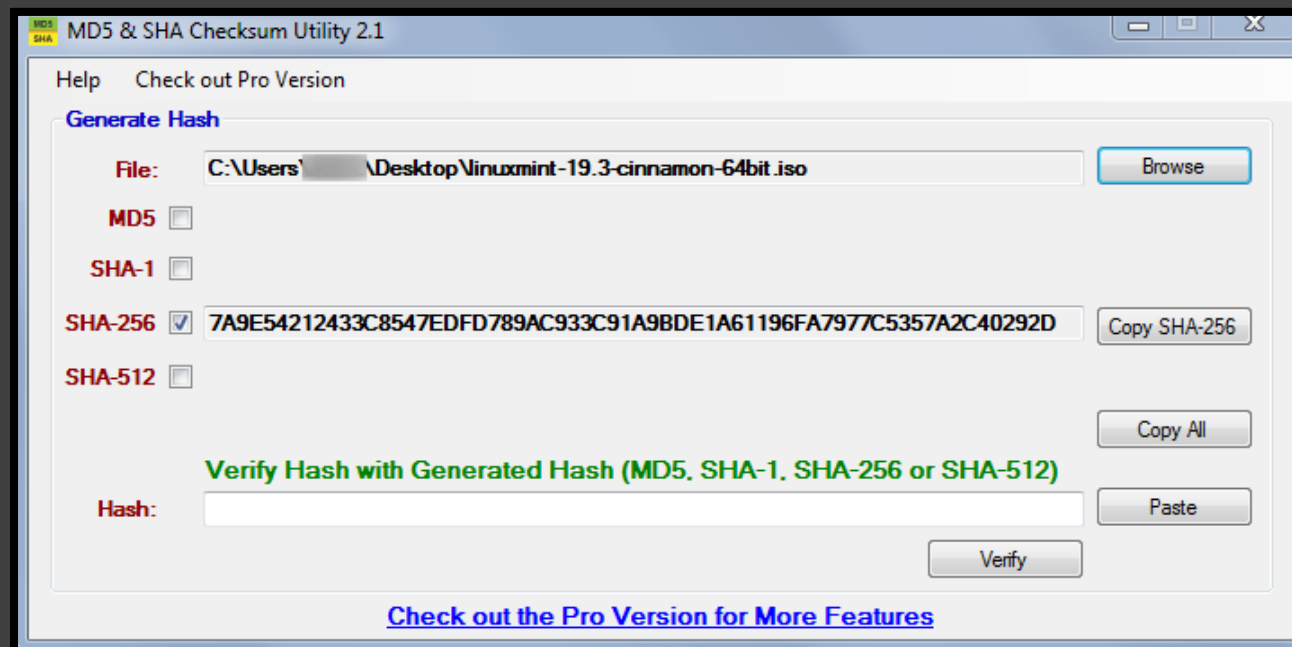 MD5 SHA MD5 & SHA Checksum Utility 2.1
Help Check out Pro Version
Generate Hash
File: C:\Users\ \Desktop\linuxmint-19.3-cinnamon-64bit.iso Browse
MD5
SHA-1
SHA-256 7A9E54212433C8547EDFD789AC933C91A9BDE1A61196FA7977C5357A2C40292D Copy SHA-256
SHA-512
Copy All
Verify Hash with Generated Hash (MD5, SHA-1, SHA-256 or SHA-512)
Hash: Paste
Verify
Check out the Pro Version for More Features